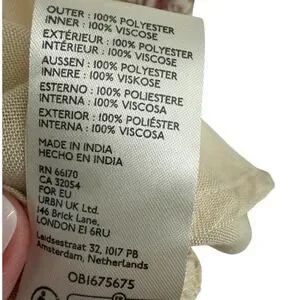 OUTER : 100% POLYESTER
INNER : 100% VISCOSE
EXTÉRIEUR : 100% POLYESTER
INTÉRIEUR : 100% VISCOSE
AUSSEN : 100% POLYESTER
INNERE : 100% VISKOSE
ESTERNO : 100% POLIESTERE
INTERNA : 100% VISCOSA
EXTERIOR : 100% POLIÉSTER
INTERNA : 100% VISCOSA
MADE IN INDIA
HECHO EN INDIA
RN 66170
CA 32054
FOR EU
URBN UK Ltd.
146 Brick Lane,
LONDON E1 6RU
Leidsestraat 32, 1017 PB
Amsterdam, Netherlands
OB1675675